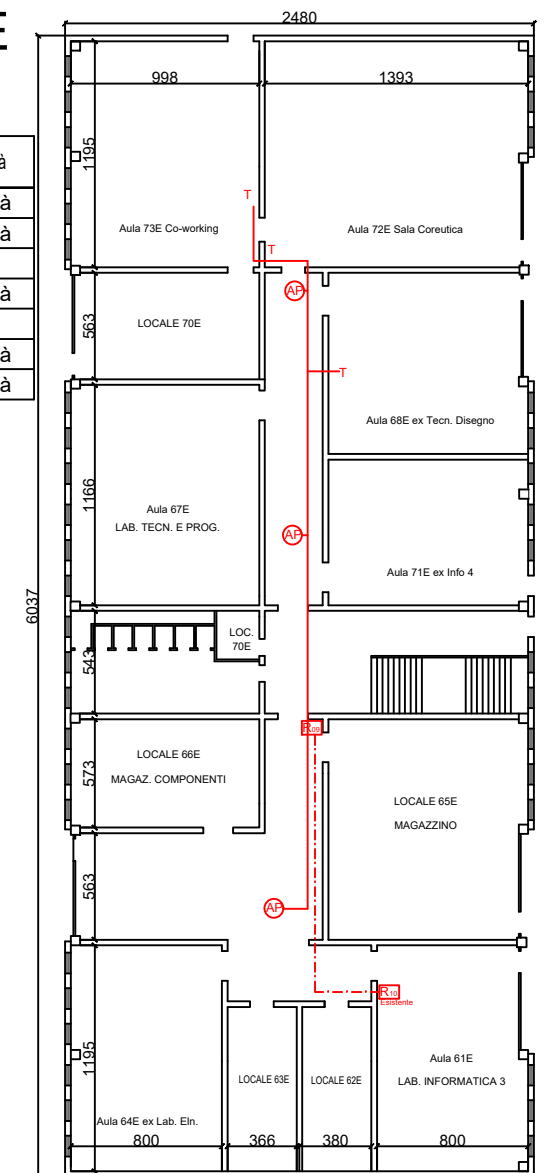 E
2480
998
1393
à
à
à
à
à
à
1195
T
Aula 73E Co-working
Aula 72E Sala Coreutica
T
AP
563
LOCALE 70E
T
Aula 68E ex Tecn. Disegno
1166
Aula 67E
LAB. TECN. E PROG.
AP
Aula 71E ex Info 4
6037
LOC.
70E
543
R09
LOCALE 66E
MAGAZ. COMPONENTI
573
LOCALE 65E
MAGAZZINO
563
AP
R10
Esistente
1195
Aula 61E
LAB. INFORMATICA 3
LOCALE 63E
LOCALE 62E
Aula 64E ex Lab. Eln.
800
366
380
800